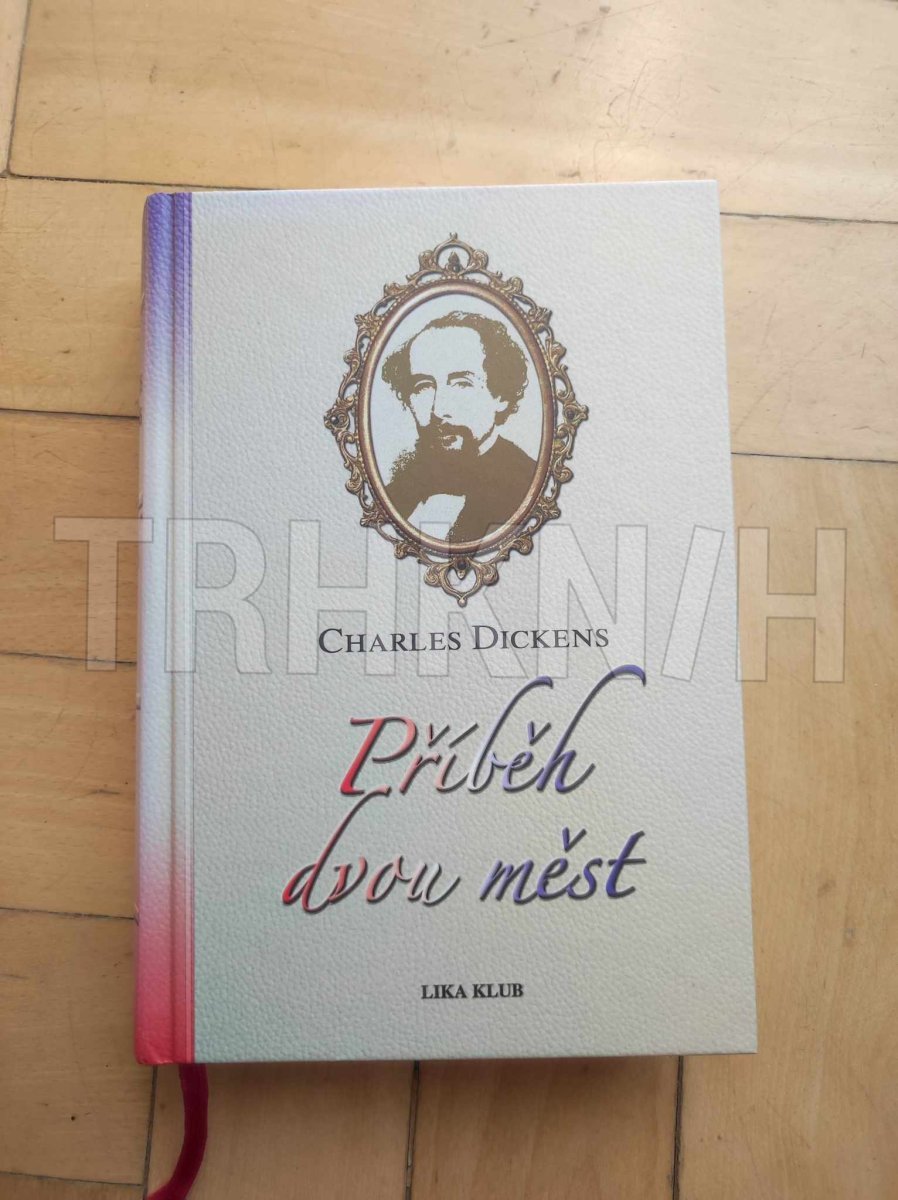 CHARLES DICKENS
Příběh
dvou měst
LIKA KLUB
TRHKNIH